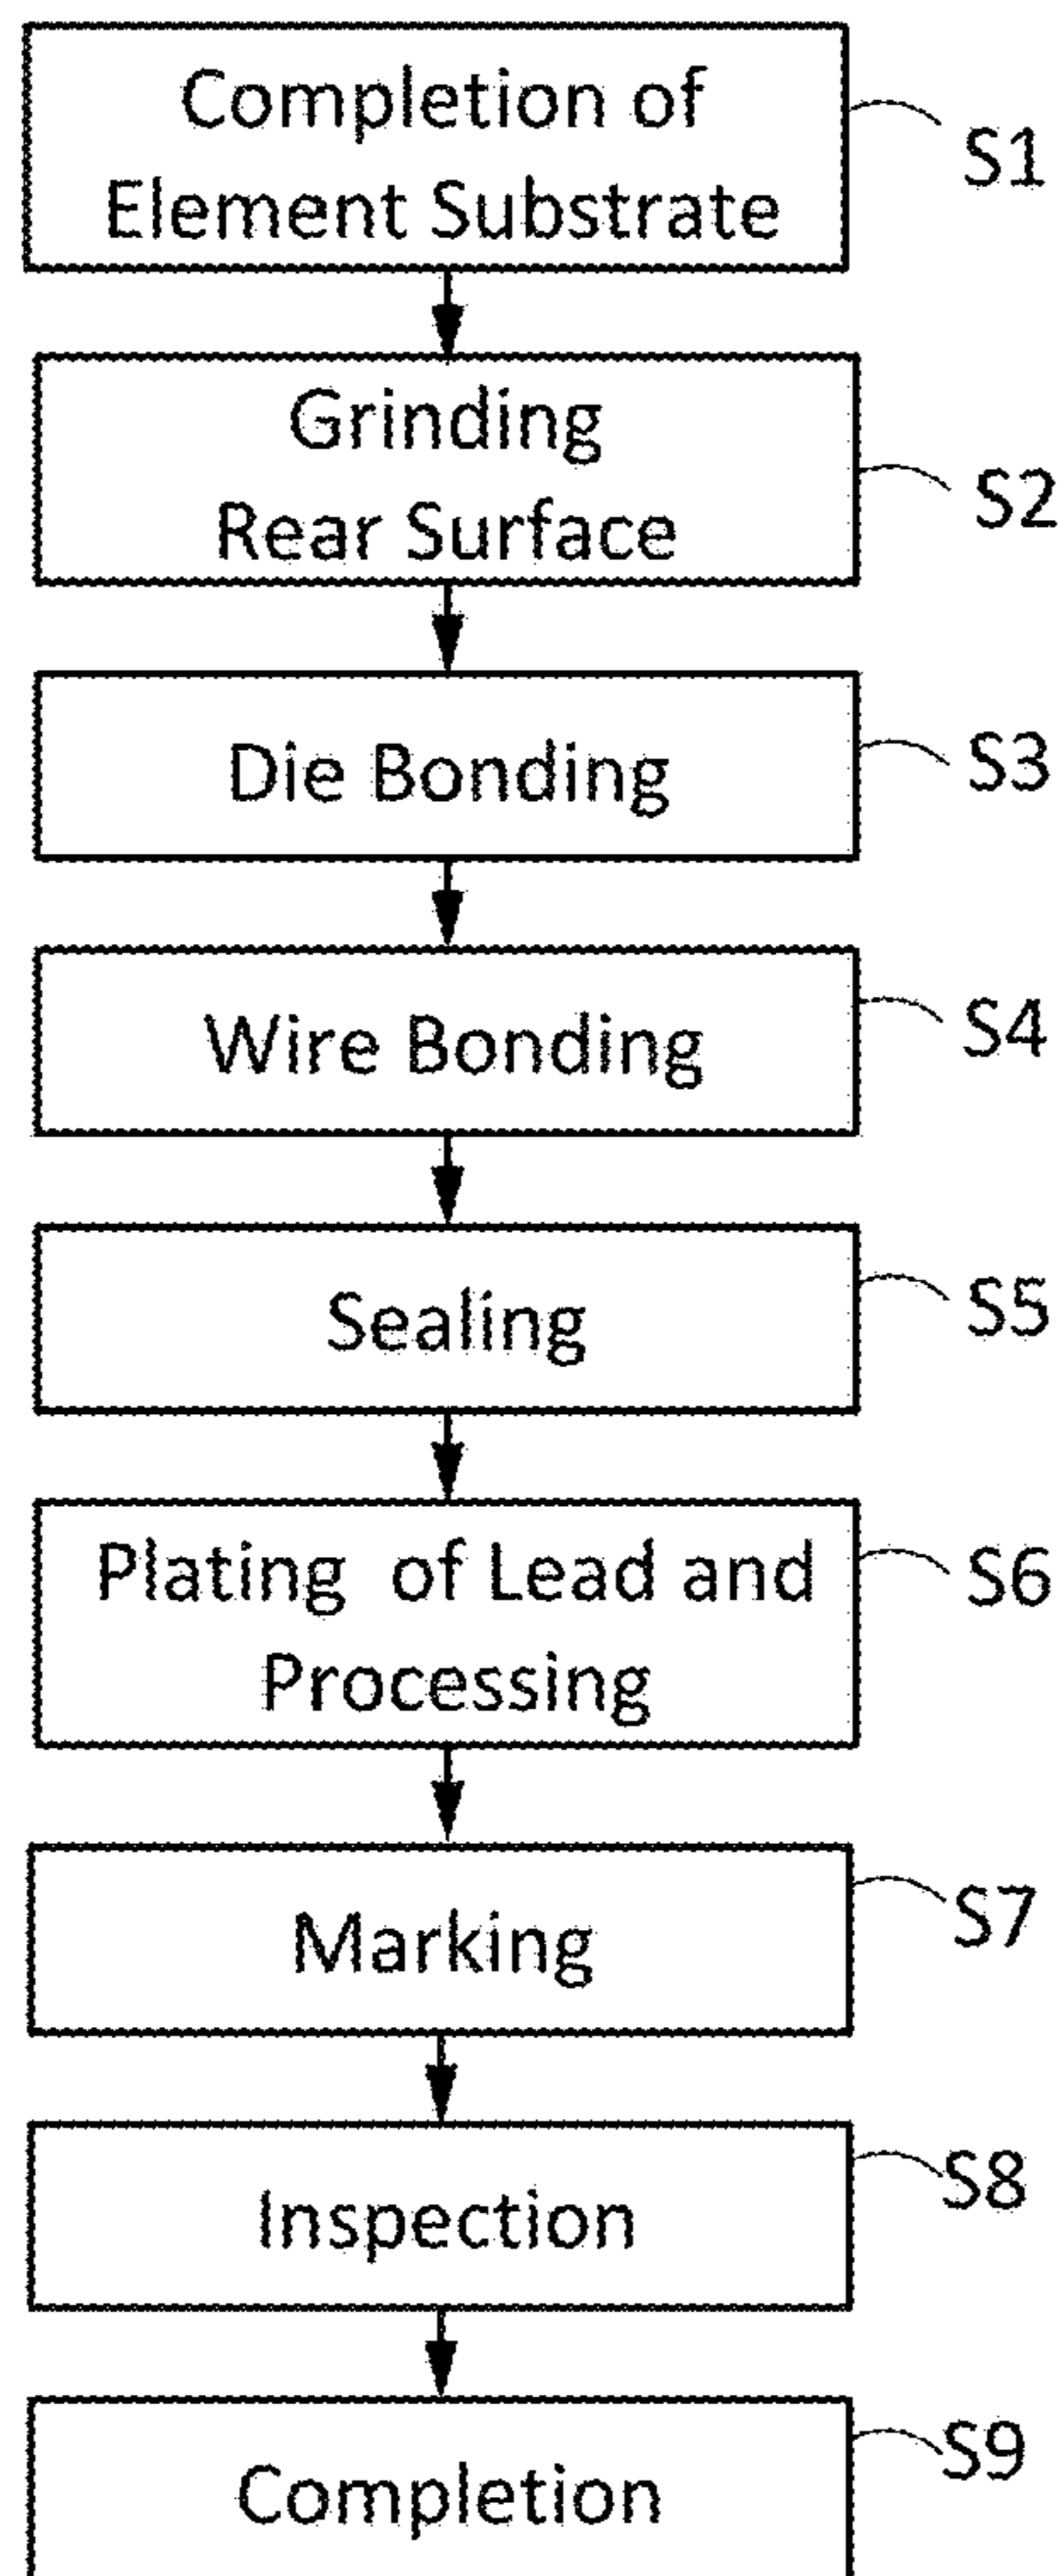 Completion of
Element Substrate
S1
Grinding
Rear Surface
S2
Die Bonding
S3
Wire Bonding
S4
Sealing
S5
Plating of Lead and
Processing
S6
Marking
S7
Inspection
S8
Completion
S9